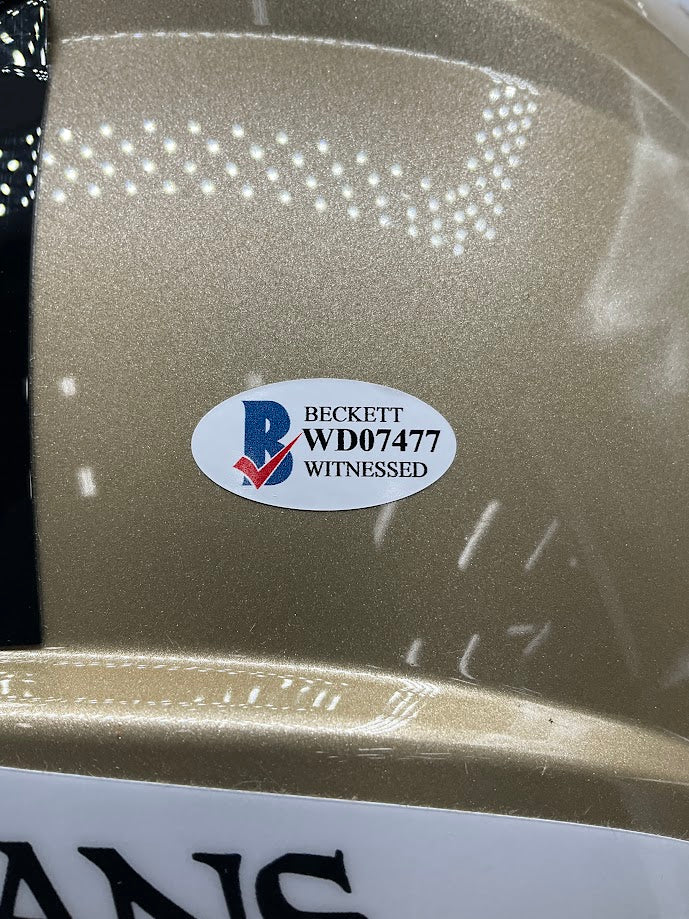 B
BECKETT
WD07477
WITNESSED
ANS